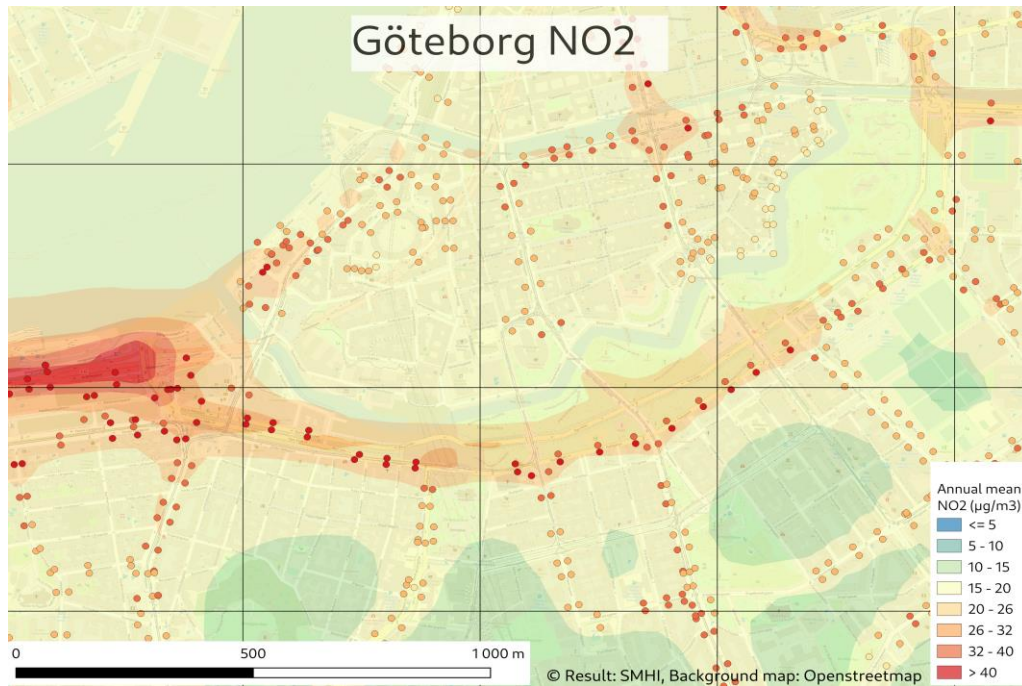 Göteborg NO2
Annual mean
NO2 (µg/m3)
<= 5
5 - 10
10 - 15
15 - 20
20 - 26
26 - 32
32 - 40
> 40
0 500 1000 m
© Result: SMHI, Background map: Openstreetmap